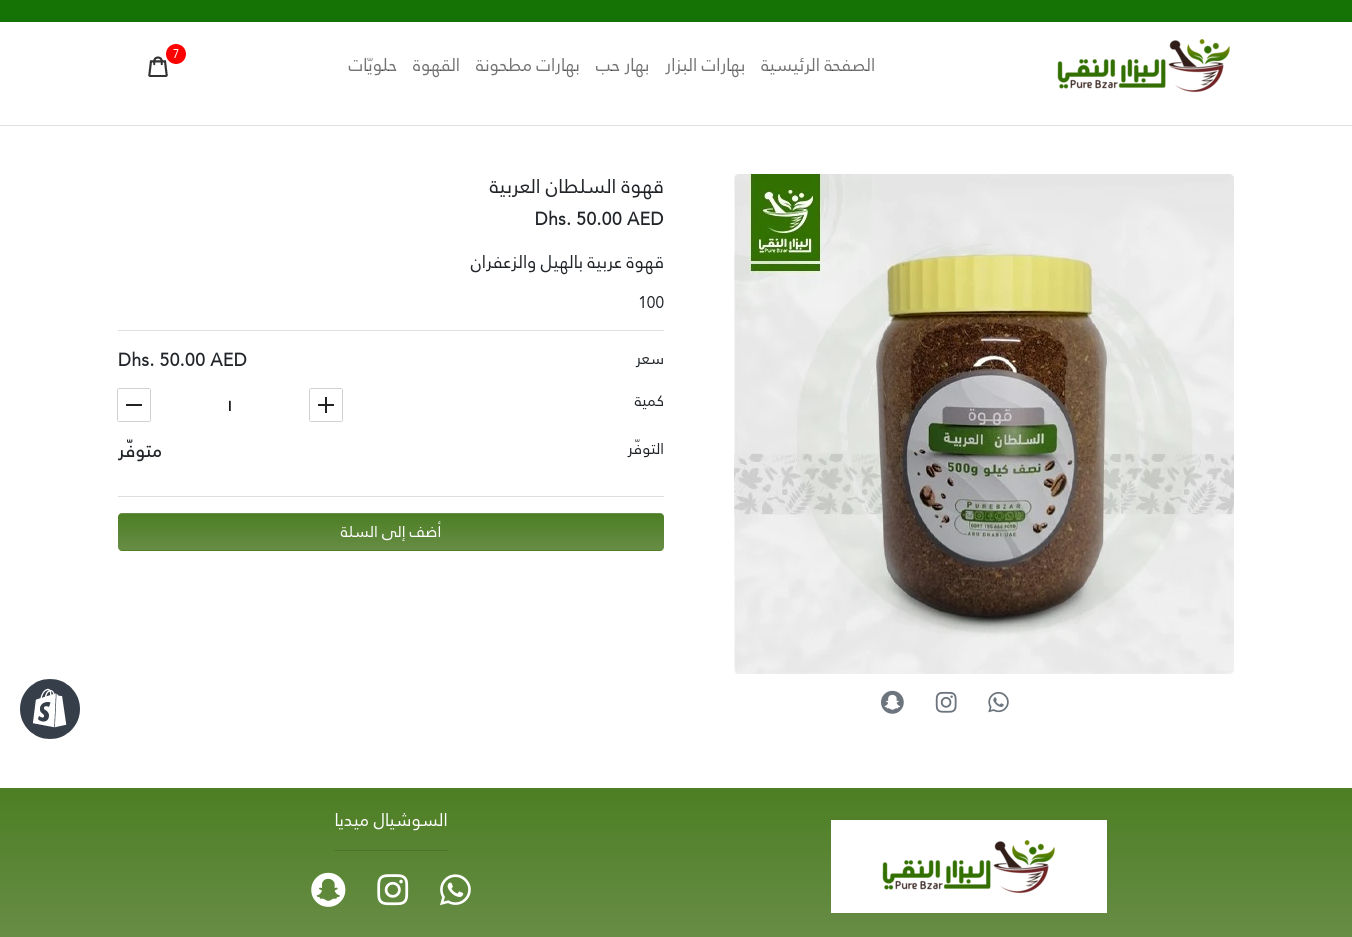 البزار النقي
Pure Bzar
الصفحة الرئيسية
بهارات البزار
بهار حب
بهارات مطحونة
القهوة
حلويّات
7
البزار النقي
Pure Bzar
قهوة
السلطان العربية
نصف كيلو 500g
PUREBZAR
ABU DHABI UAE
قهوة السلطان العربية
Dhs. 50.00 AED
قهوة عربية بالهيل والزعفران
100
سعر
Dhs. 50.00 AED
كمية
١
التوفّر
متوفّر
أضف إلى السلة
البزار النقي
Pure Bzar
السوشيال ميديا